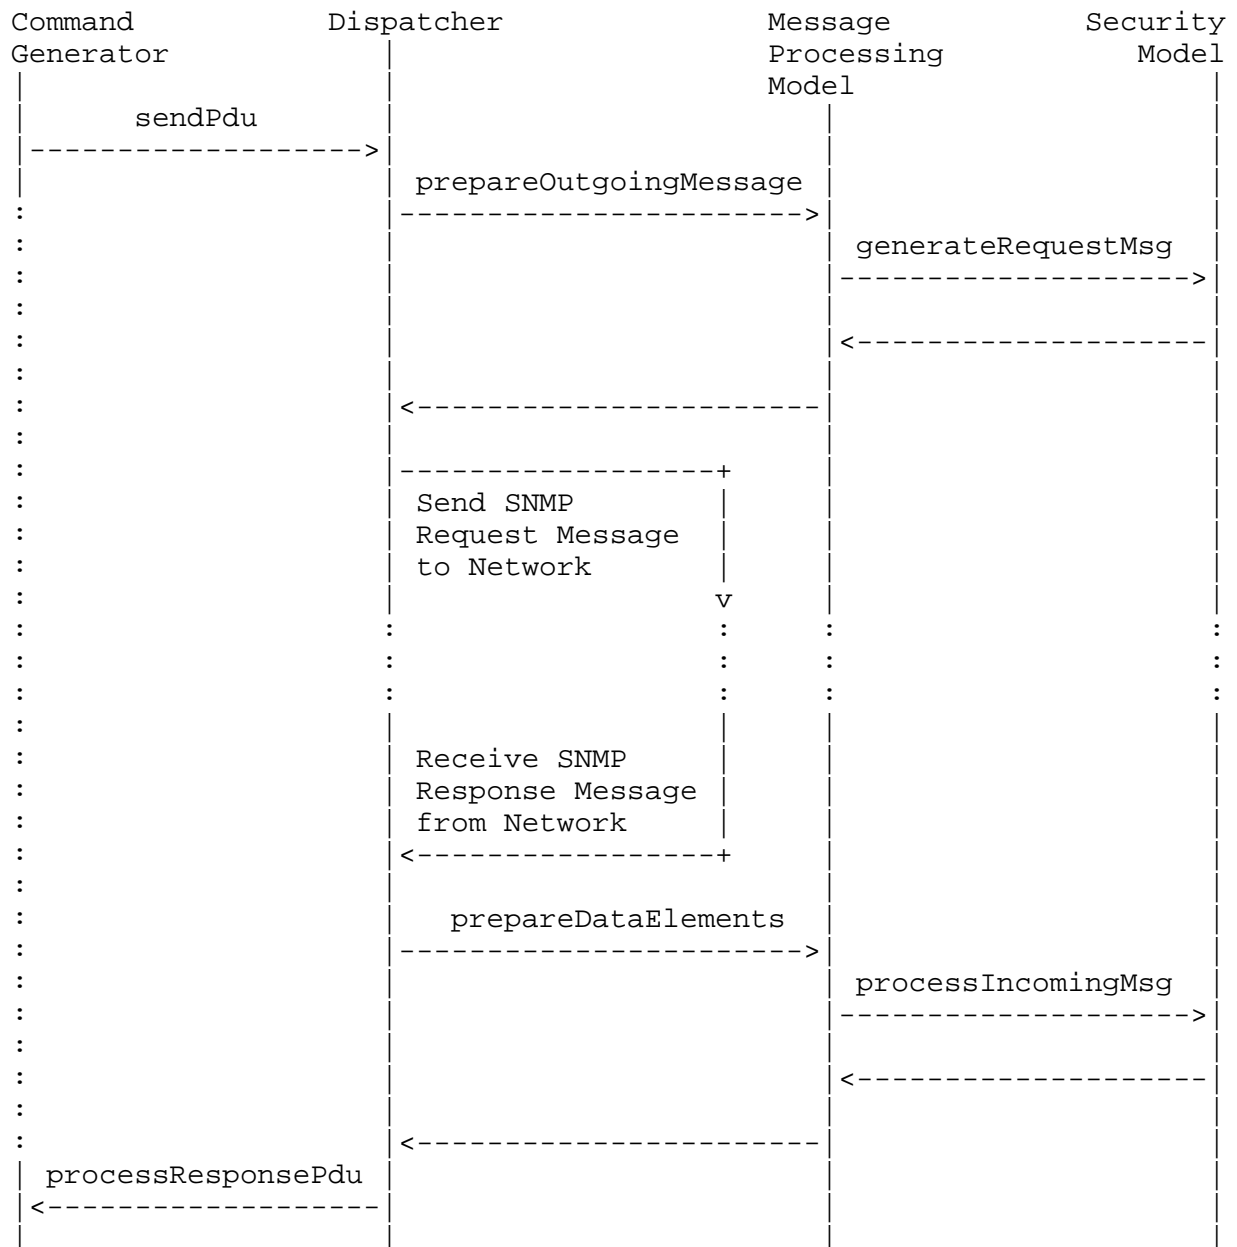 Command Dispatcher Message Security
Generator Processing Model
Model
sendPdu
prepareOutgoingMessage
generateRequestMsg
Send SNMP
Request Message
to Network
v
Receive SNMP
Response Message
from Network
prepareDataElements
processIncomingMsg
processResponsePdu